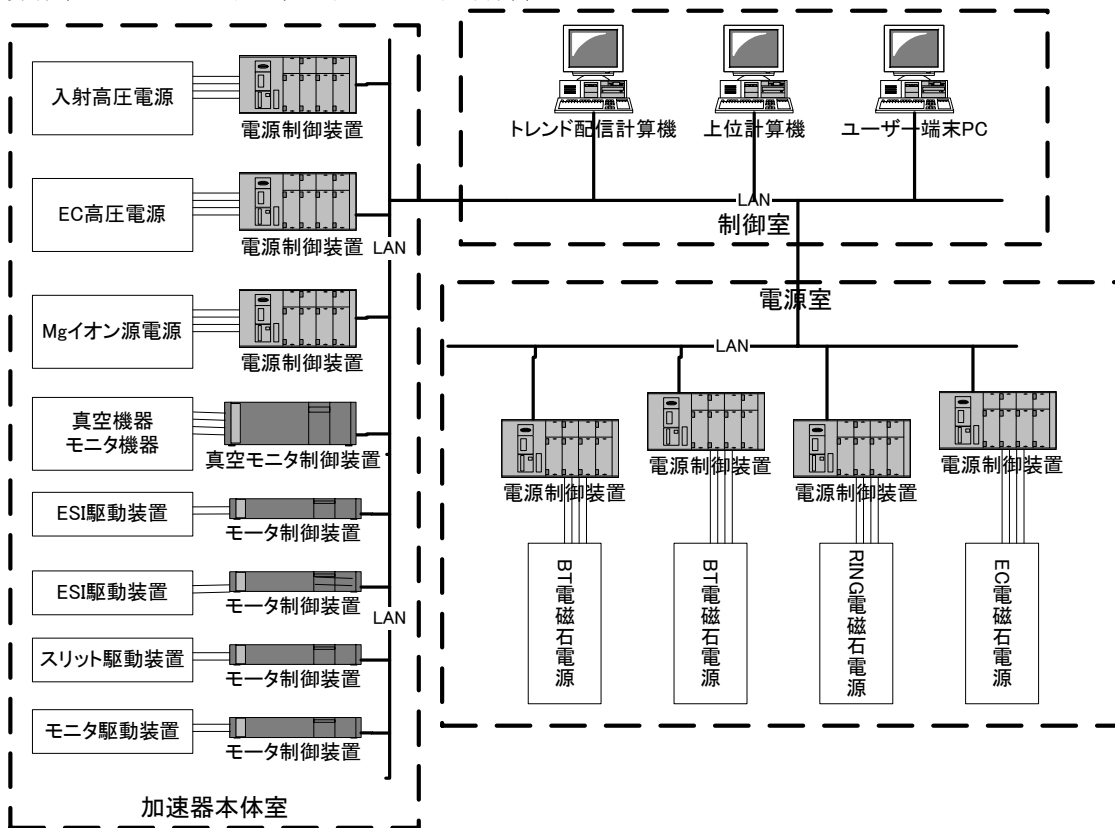 入射高圧電源
電源制御装置
EC高圧電源
電源制御装置
LAN
Mgイオン源電源
電源制御装置
真空機器
モニタ機器
真空モニタ制御装置
ESI駆動装置
モータ制御装置
ESI駆動装置
モータ制御装置
LAN
スリット駆動装置
モータ制御装置
モニタ駆動装置
モータ制御装置
加速器本体室
トレンド配信計算機
上位計算機
ユーザー端末PC
LAN
制御室
電源室
LAN
電源制御装置
電源制御装置
電源制御装置
電源制御装置
BT電磁石電源
BT電磁石電源
RING電磁石電源
EC電磁石電源